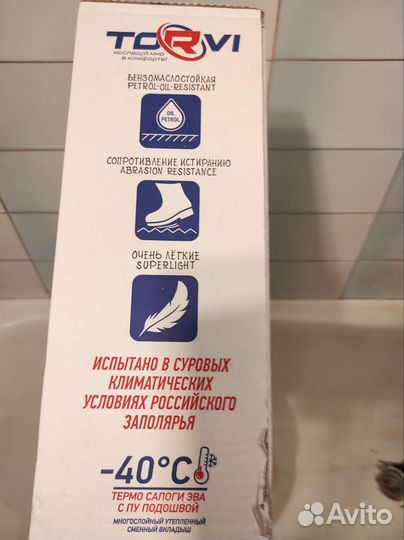 TORVI
исследуй мир
в комфорте!
БЕНЗОМАСЛОСТОЙКАЯ
PETROL-OIL-RESISTANT
OIL
PETROL
СОПРОТИВЛЕНИЕ ИСТИРАНИЮ
ABRASION RESISTANCE
ОЧЕНЬ ЛЁГКИЕ
SUPERLIGHT
ИСПЫТАНО В СУРОВЫХ
КЛИМАТИЧЕСКИХ
УСЛОВИЯХ РОССИЙСКОГО
ЗАПОЛЯРЬЯ
-40°C
ТЕРМО САПОГИ ЭВА
С ПУ ПОДОШВОЙ
МНОГОСЛОЙНЫЙ УТЕПЛЕННЫЙ
СМЕННЫЙ ВКЛАДЫШ
Avito